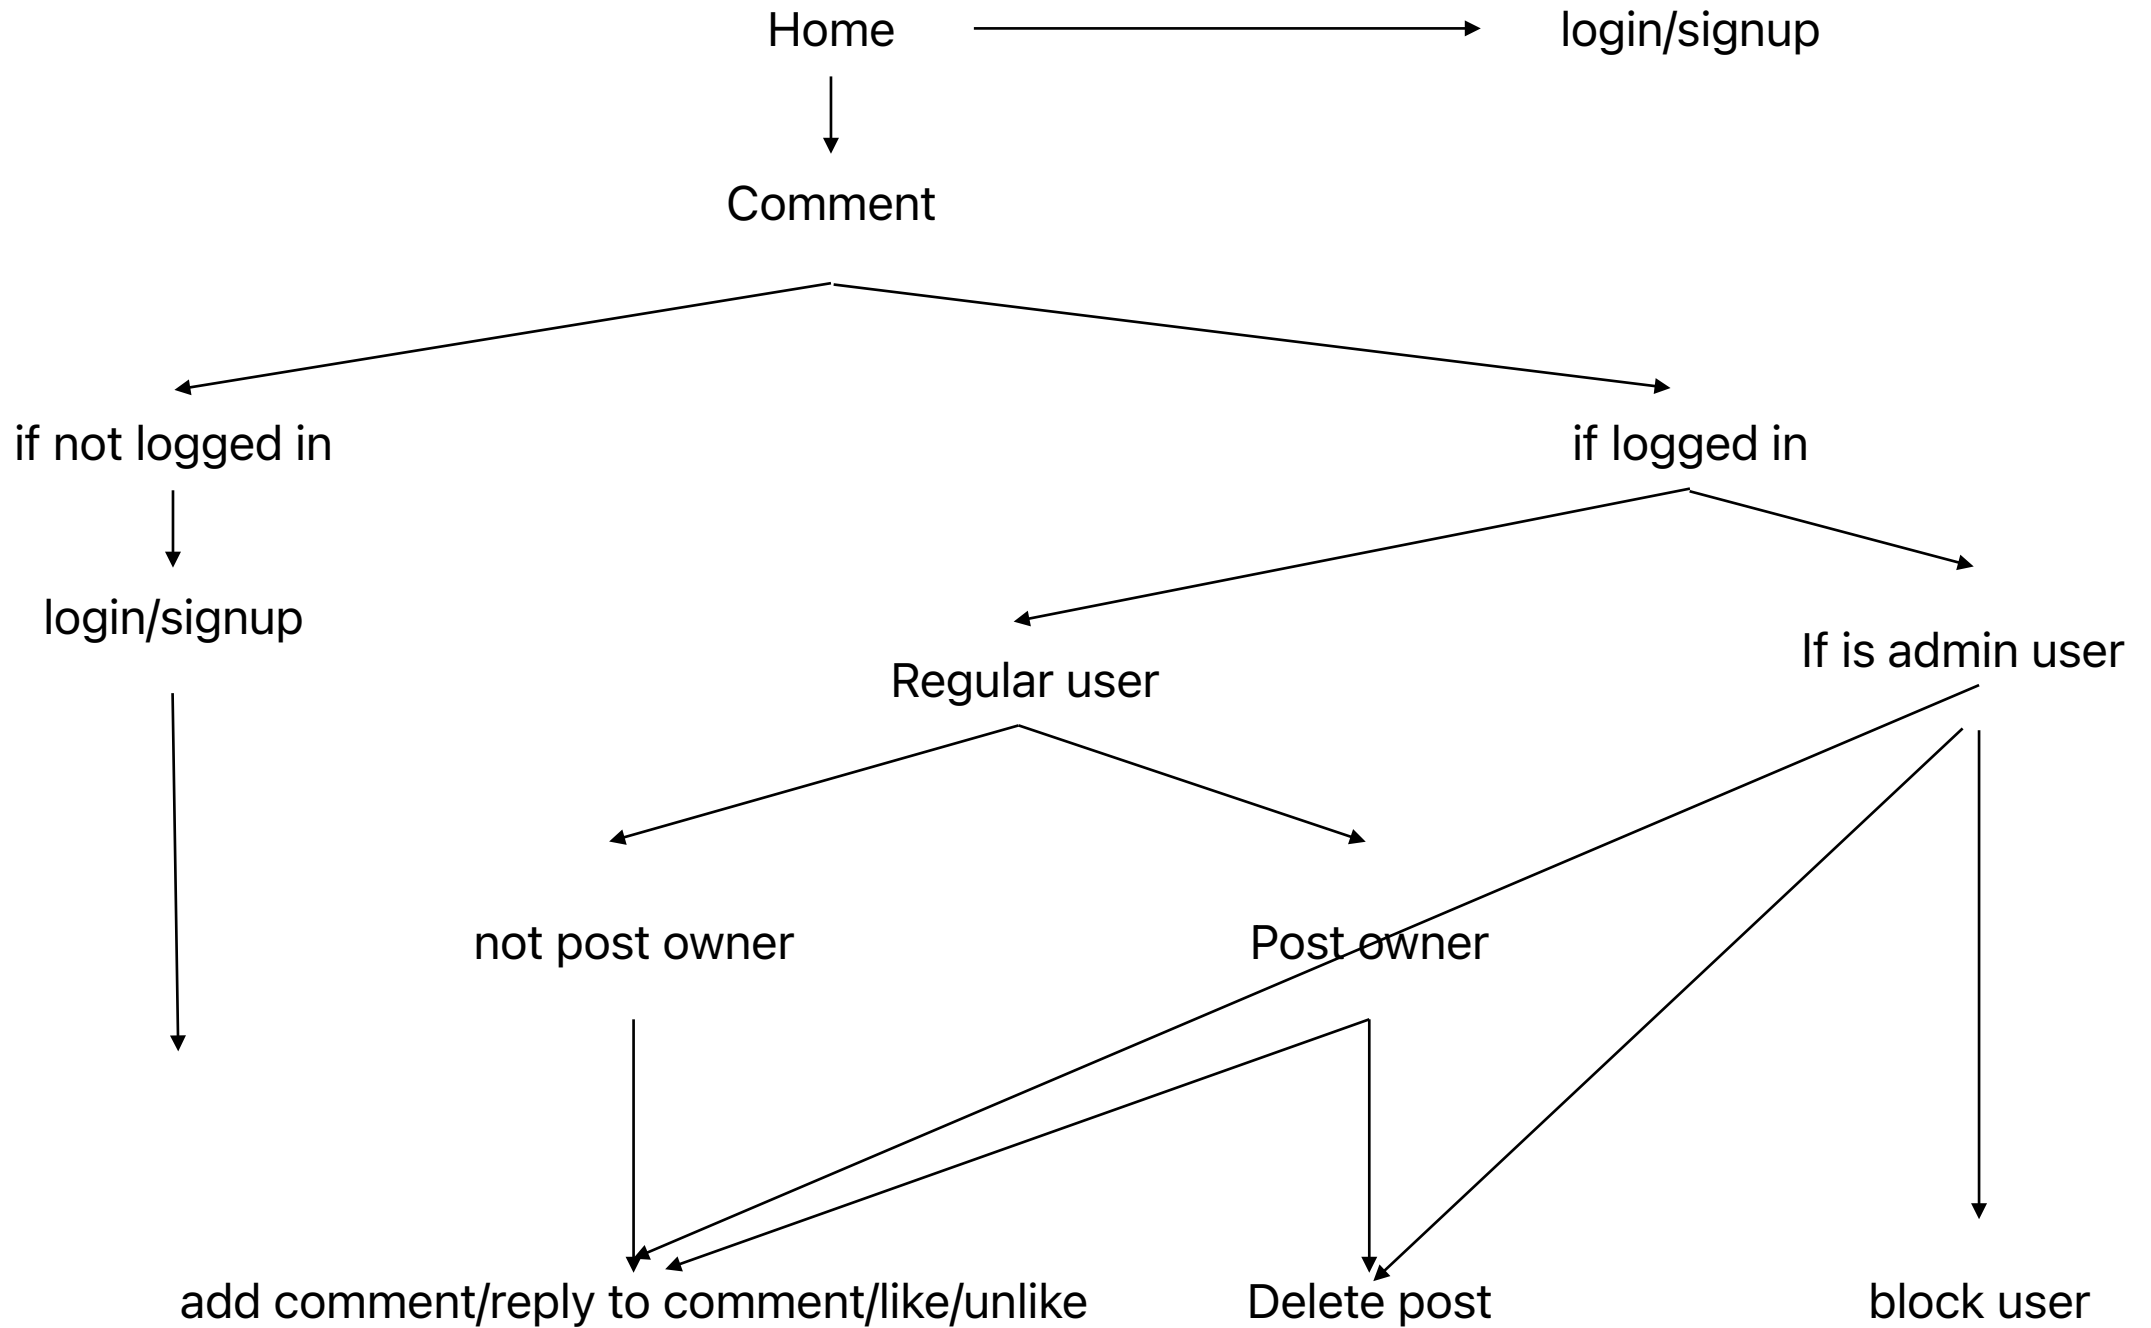 Home
login/signup
Comment
if not logged in
if logged in
login/signup
If is admin user
Regular user
not post owner
Post owner
add comment/reply to comment/like/unlike
Delete post
block user